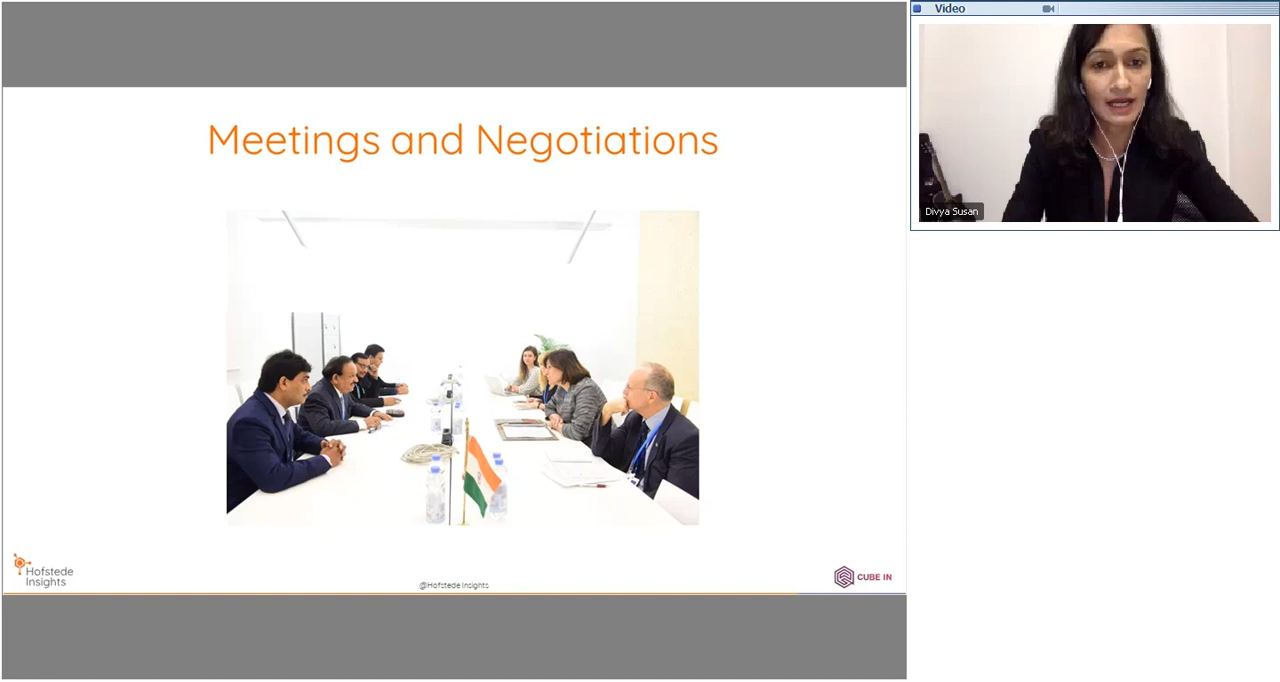 Meetings and Negotiations
Hofstede
Insights
@Hofstede Insights
CUBE IN
Video
Divya Susan